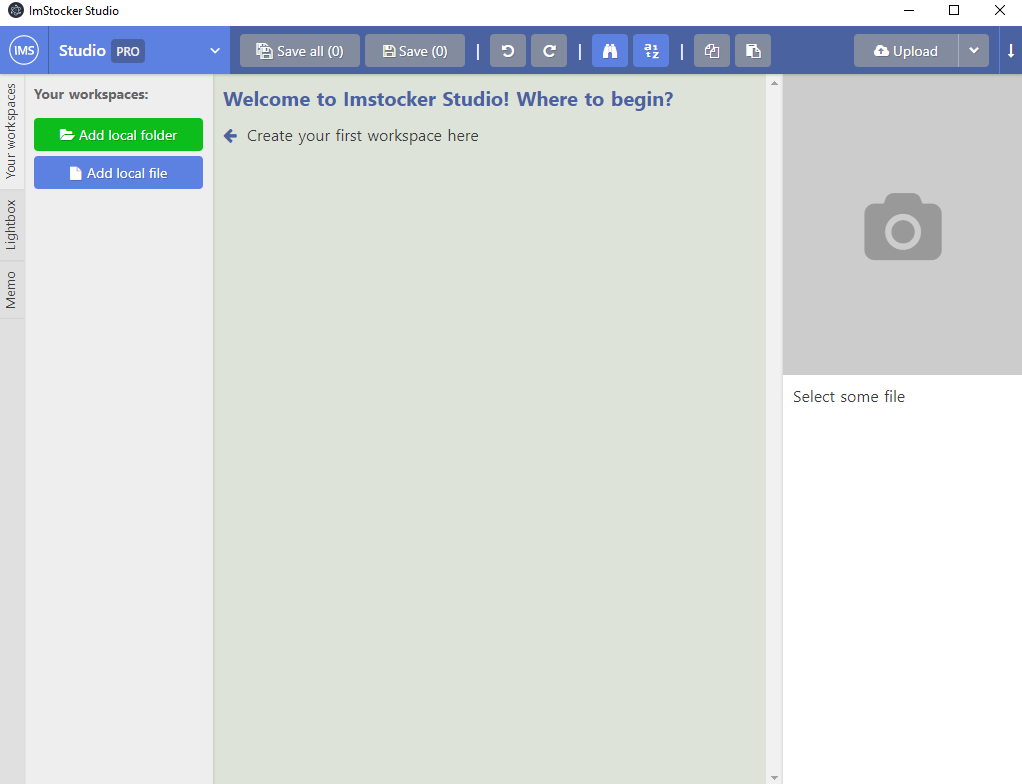 ImStocker Studio
IMS Studio PRO Save all (0) Save (0) | | | Upload
Your workspaces
Lightbox
Memo
Your workspaces:
Add local folder
Add local file
Welcome to Imstocker Studio! Where to begin?
Create your first workspace here
Select some file